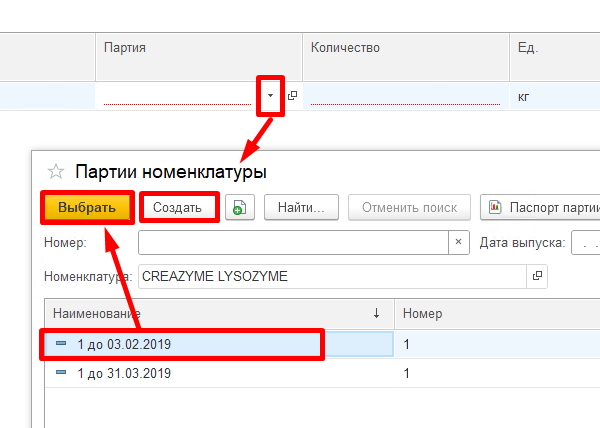 Партия Количество Ед.
кг
Партии номенклатуры
Выбрать Создать Найти... Отменить поиск Паспорт партии
Номер: × Дата выпуска: . .
Номенклатура: CREAZYME LYSOZYME
Наименование ↓ Номер
1 до 03.02.2019 1
1 до 31.03.2019 1